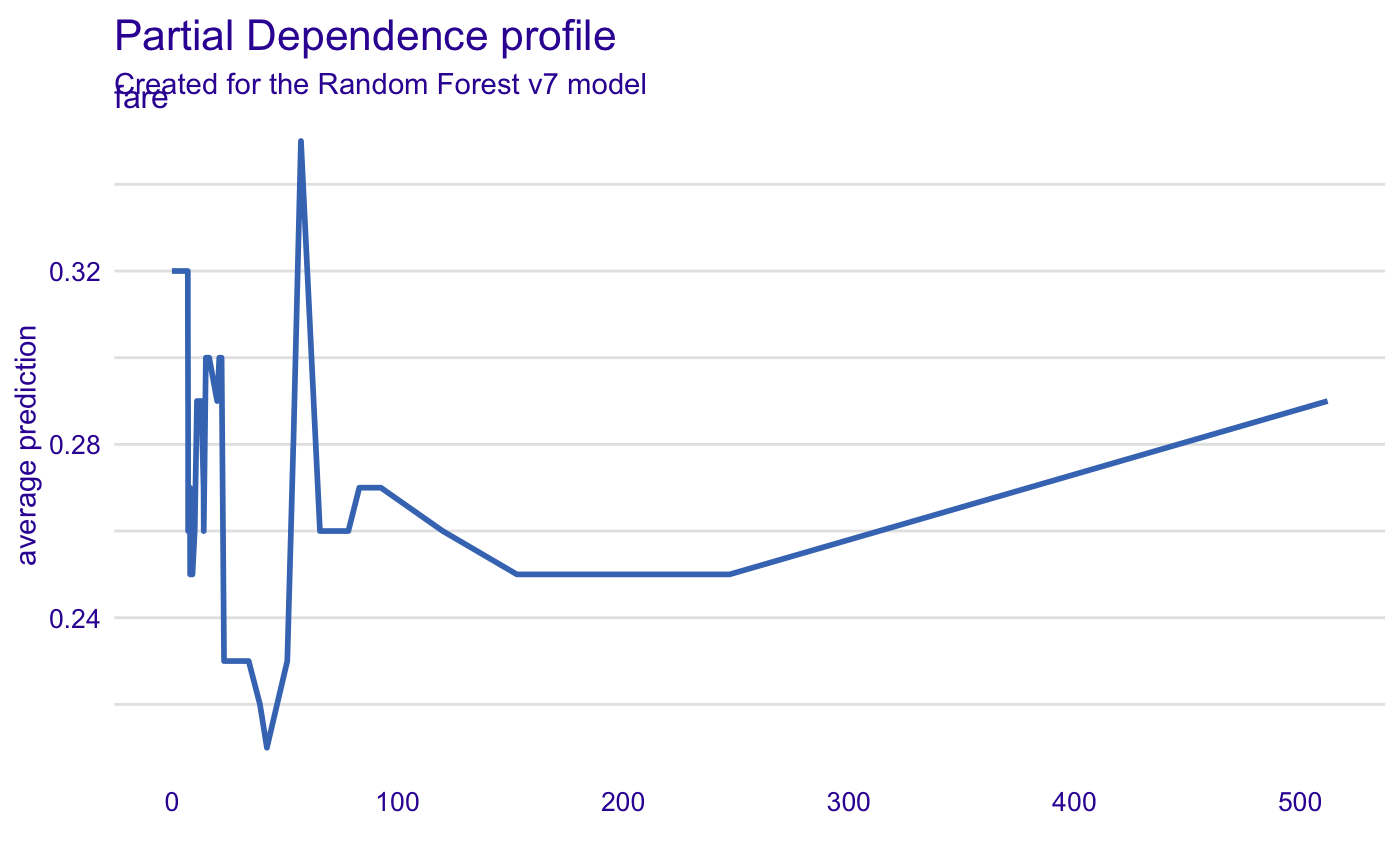 Partial Dependence profile
Created for the Random Forest v7 model
fare
0.32
0.28
0.24
average prediction
0
100
200
300
400
500